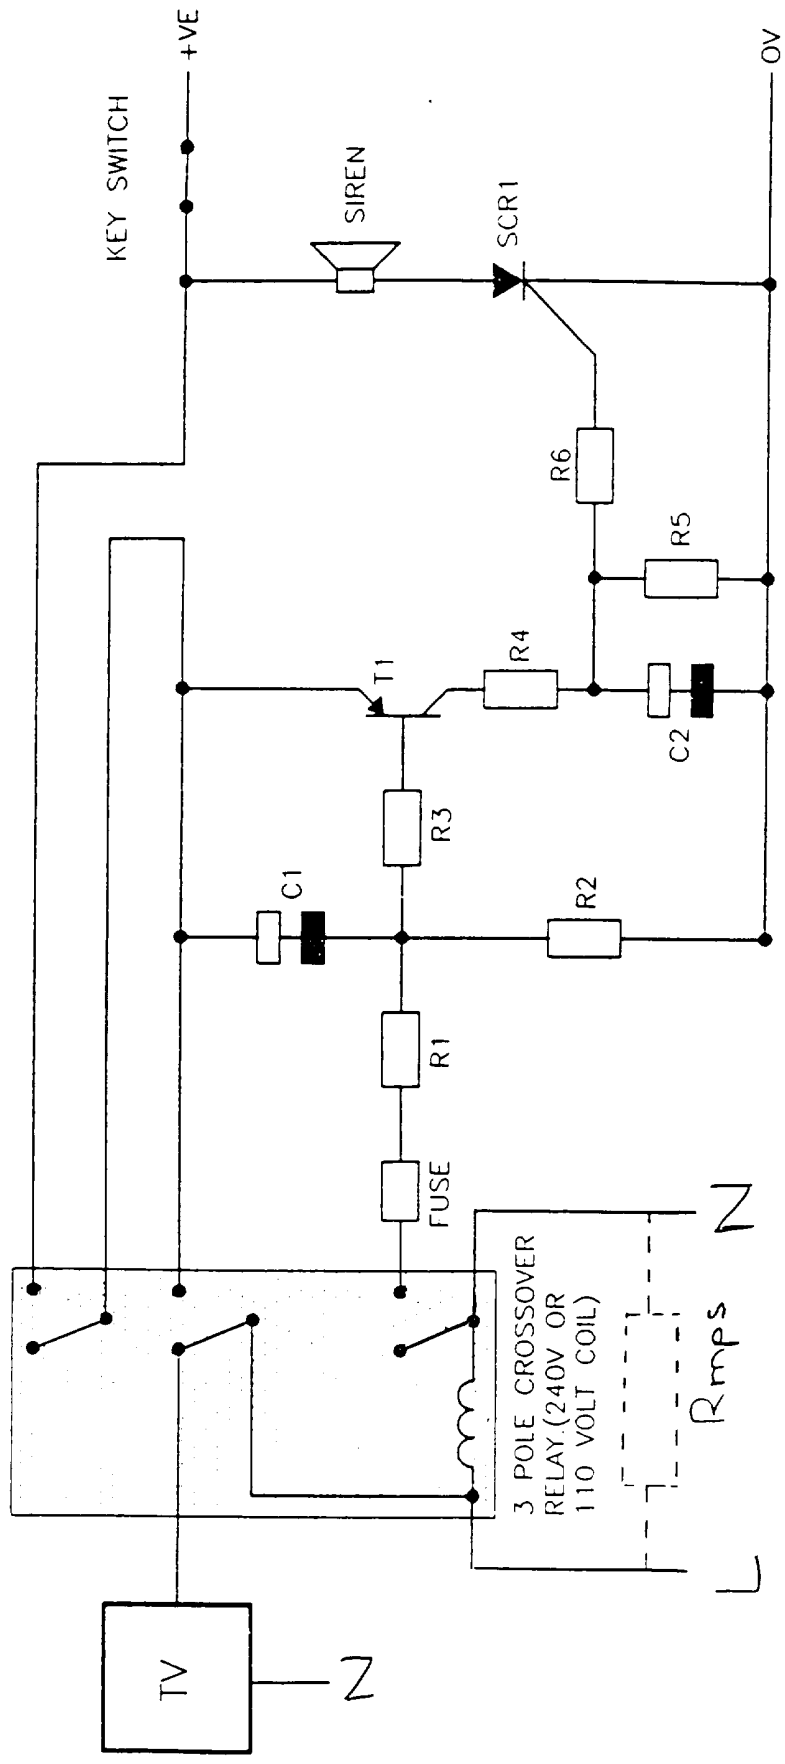 +VE
KEY SWITCH
SIREN
SCR1
0V
R6
R5
T1
R4
C2
R3
C1
R2
R1
FUSE
3 POLE CROSSOVER
RELAY.(240V OR
110 VOLT COIL)
N
Rmps
L
TV
N